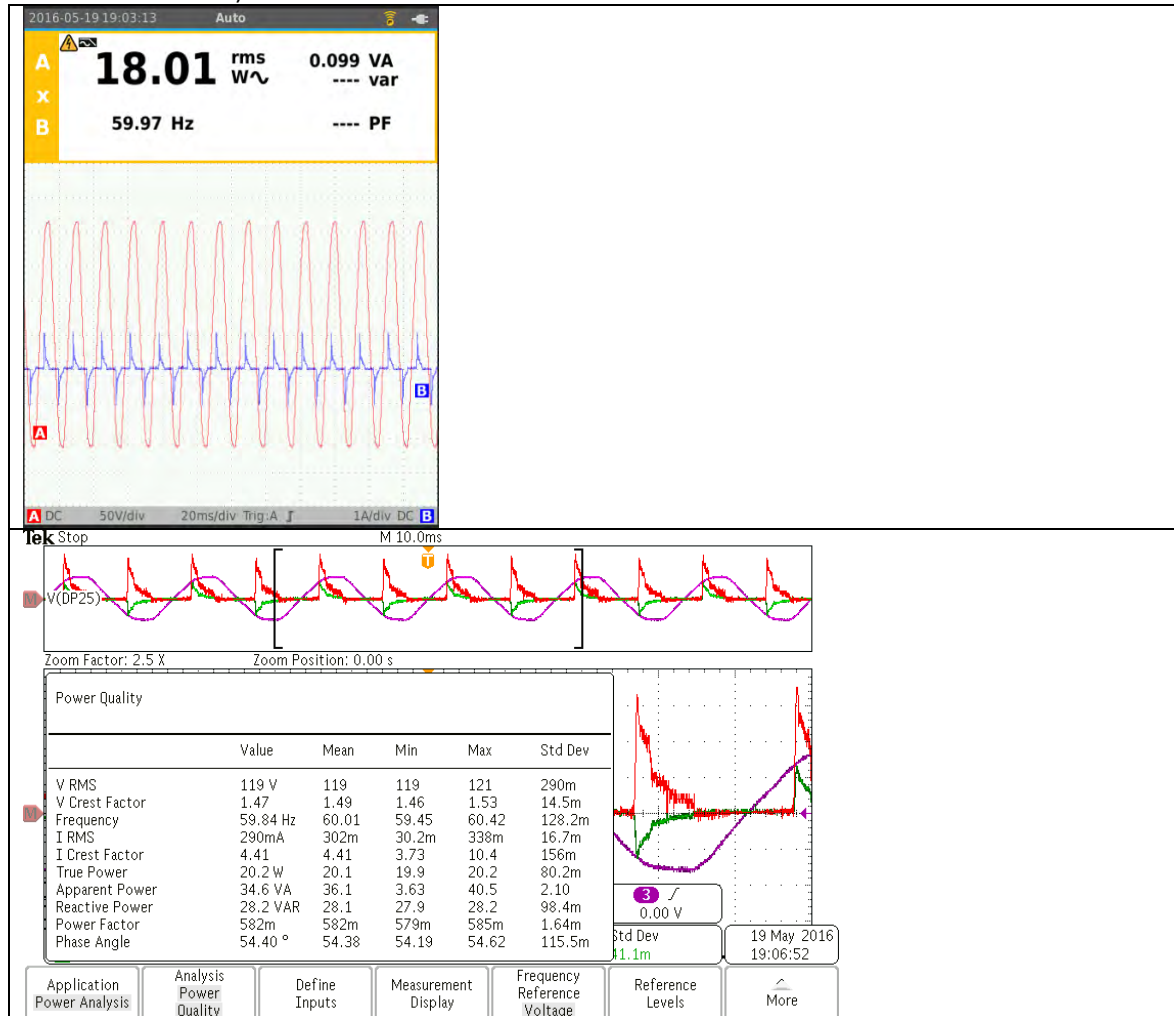 2016-05-19 19:03:13 Auto
A x B
18.01 rms W 0.099 VA
---- var
59.97 Hz ---- PF
B
A
A DC 50V/div 20ms/div Trig:A 1A/div DC B
Tek Stop M 10.0ms
T
M V(DP25)
Zoom Factor: 2.5 X Zoom Position: 0.00 s
Power Quality
Value Mean Min Max Std Dev
V RMS 119 V 119 119 121 290m
V Crest Factor 1.47 1.49 1.46 1.53 14.5m
Frequency 59.84 Hz 60.01 59.45 60.42 128.2m
I RMS 290mA 302m 30.2m 338m 16.7m
I Crest Factor 4.41 4.41 3.73 10.4 156m
True Power 20.2 W 20.1 19.9 20.2 80.2m
Apparent Power 34.6 VA 36.1 3.63 40.5 2.10
Reactive Power 28.2 VAR 28.1 27.9 28.2 98.4m
Power Factor 582m 582m 579m 585m 1.64m
Phase Angle 54.40 ° 54.38 54.19 54.62 115.5m
M
3
0.00 V
Std Dev
19 May 2016
19:06:52
Application
Power Analysis
Analysis
Power
Quality
Define
Inputs
Measurement
Display
Frequency
Reference
Voltage
Reference
Levels
More